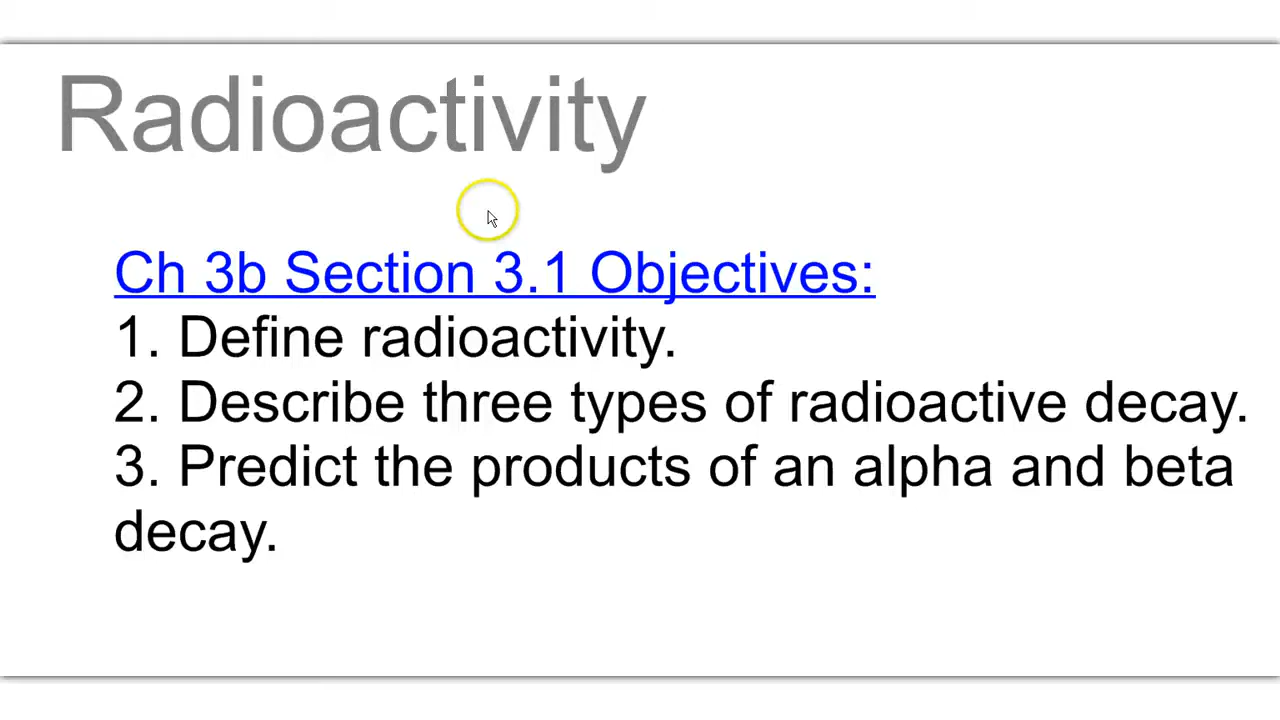 Radioactivity
Ch 3b Section 3.1 Objectives:
1. Define radioactivity.
2. Describe three types of radioactive decay.
3. Predict the products of an alpha and beta
decay.